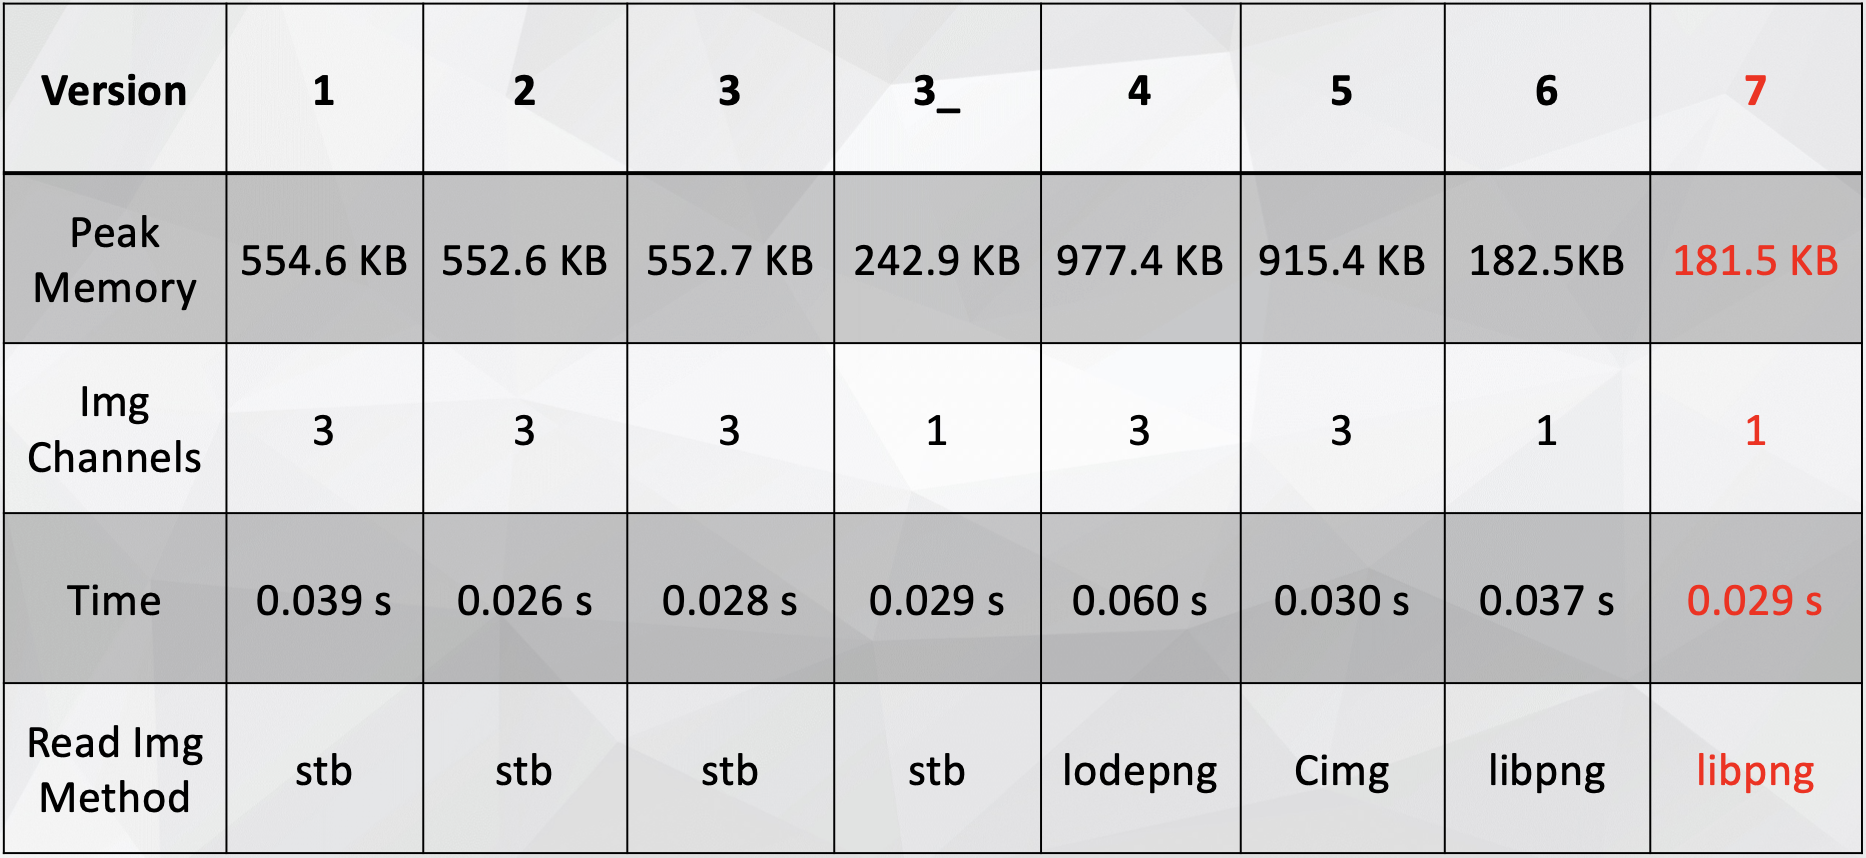 Version 1 2 3 3_ 4 5 6 7
Peak Memory 554.6 KB 552.6 KB 552.7 KB 242.9 KB 977.4 KB 915.4 KB 182.5KB 181.5 KB
Img Channels 3 3 3 1 3 3 1 1
Time 0.039 s 0.026 s 0.028 s 0.029 s 0.060 s 0.030 s 0.037 s 0.029 s
Read Img Method stb stb stb stb lodepng Cimg libpng libpng